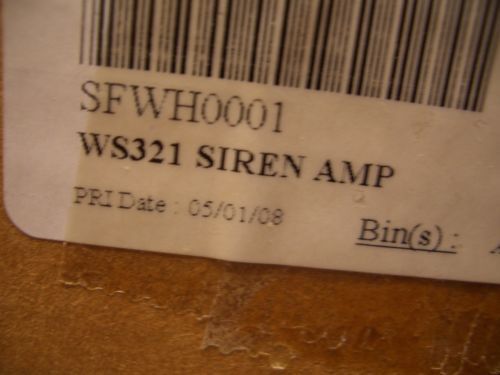 SFWH0001
WS321 SIREN AMP
PRI Date : 05/01/08
Bin(s) :